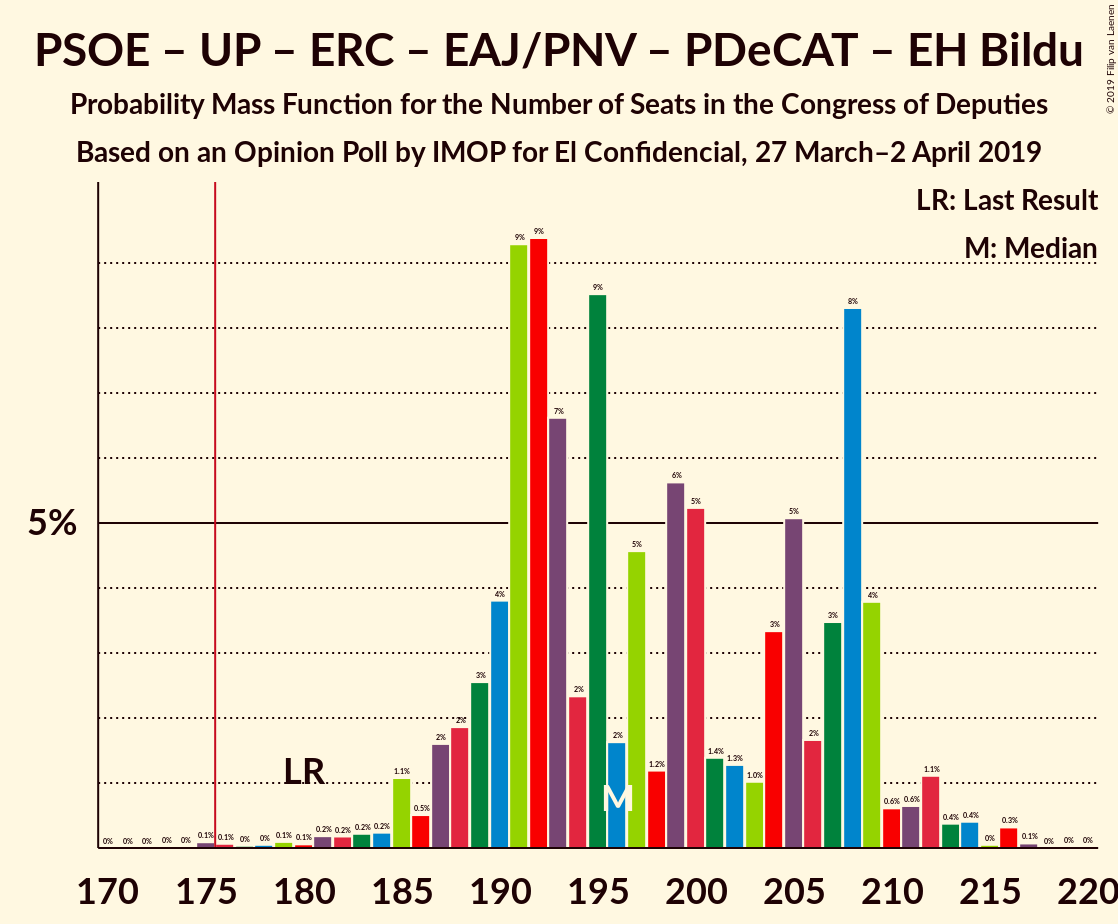 PSOE – UP – ERC – EAJ/PNV – PDeCAT – EH Bildu
Probability Mass Function for the Number of Seats in the Congress of Deputies
Based on an Opinion Poll by IMOP for El Confidencial, 27 March–2 April 2019
© 2019 Filip van Laenen
LR: Last Result
M: Median
5%
0% 0% 0% 0% 0% 0.1% 0.1% 0% 0% 0.1% 0.1% 0.2% 0.2% 0.2% 0.2% 1.1% 0.5% 2% 2% 3% 4% 9% 9% 7% 2% 9% 2% 5% 1.2% 6% 5% 1.4% 1.3% 1.0% 3% 5% 2% 3% 8% 4% 0.6% 0.6% 1.1% 0.4% 0.4% 0% 0.3% 0.1% 0% 0% 0%
LR
M
170 175 180 185 190 195 200 205 210 215 220